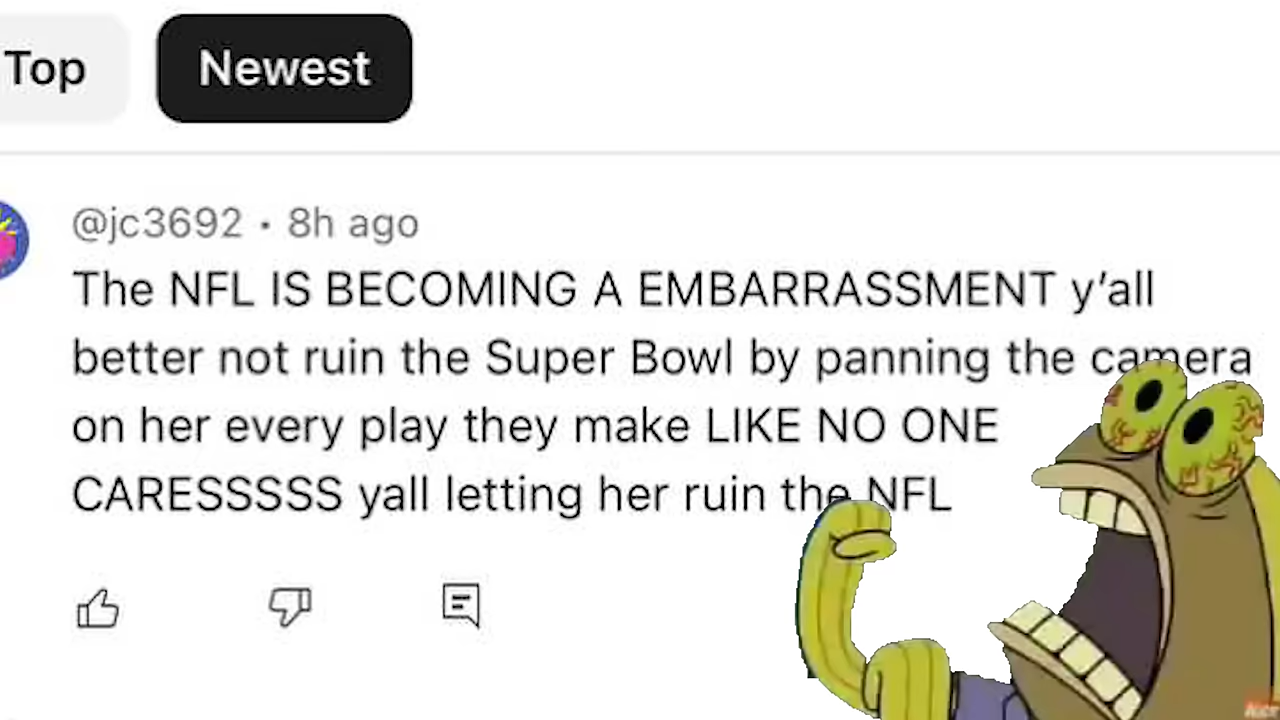 Top
Newest
@jc3692 • 8h ago
The NFL IS BECOMING A EMBARRASSMENT y’all
better not ruin the Super Bowl by panning the camera
on her every play they make LIKE NO ONE
CARESSSSS yall letting her ruin the NFL